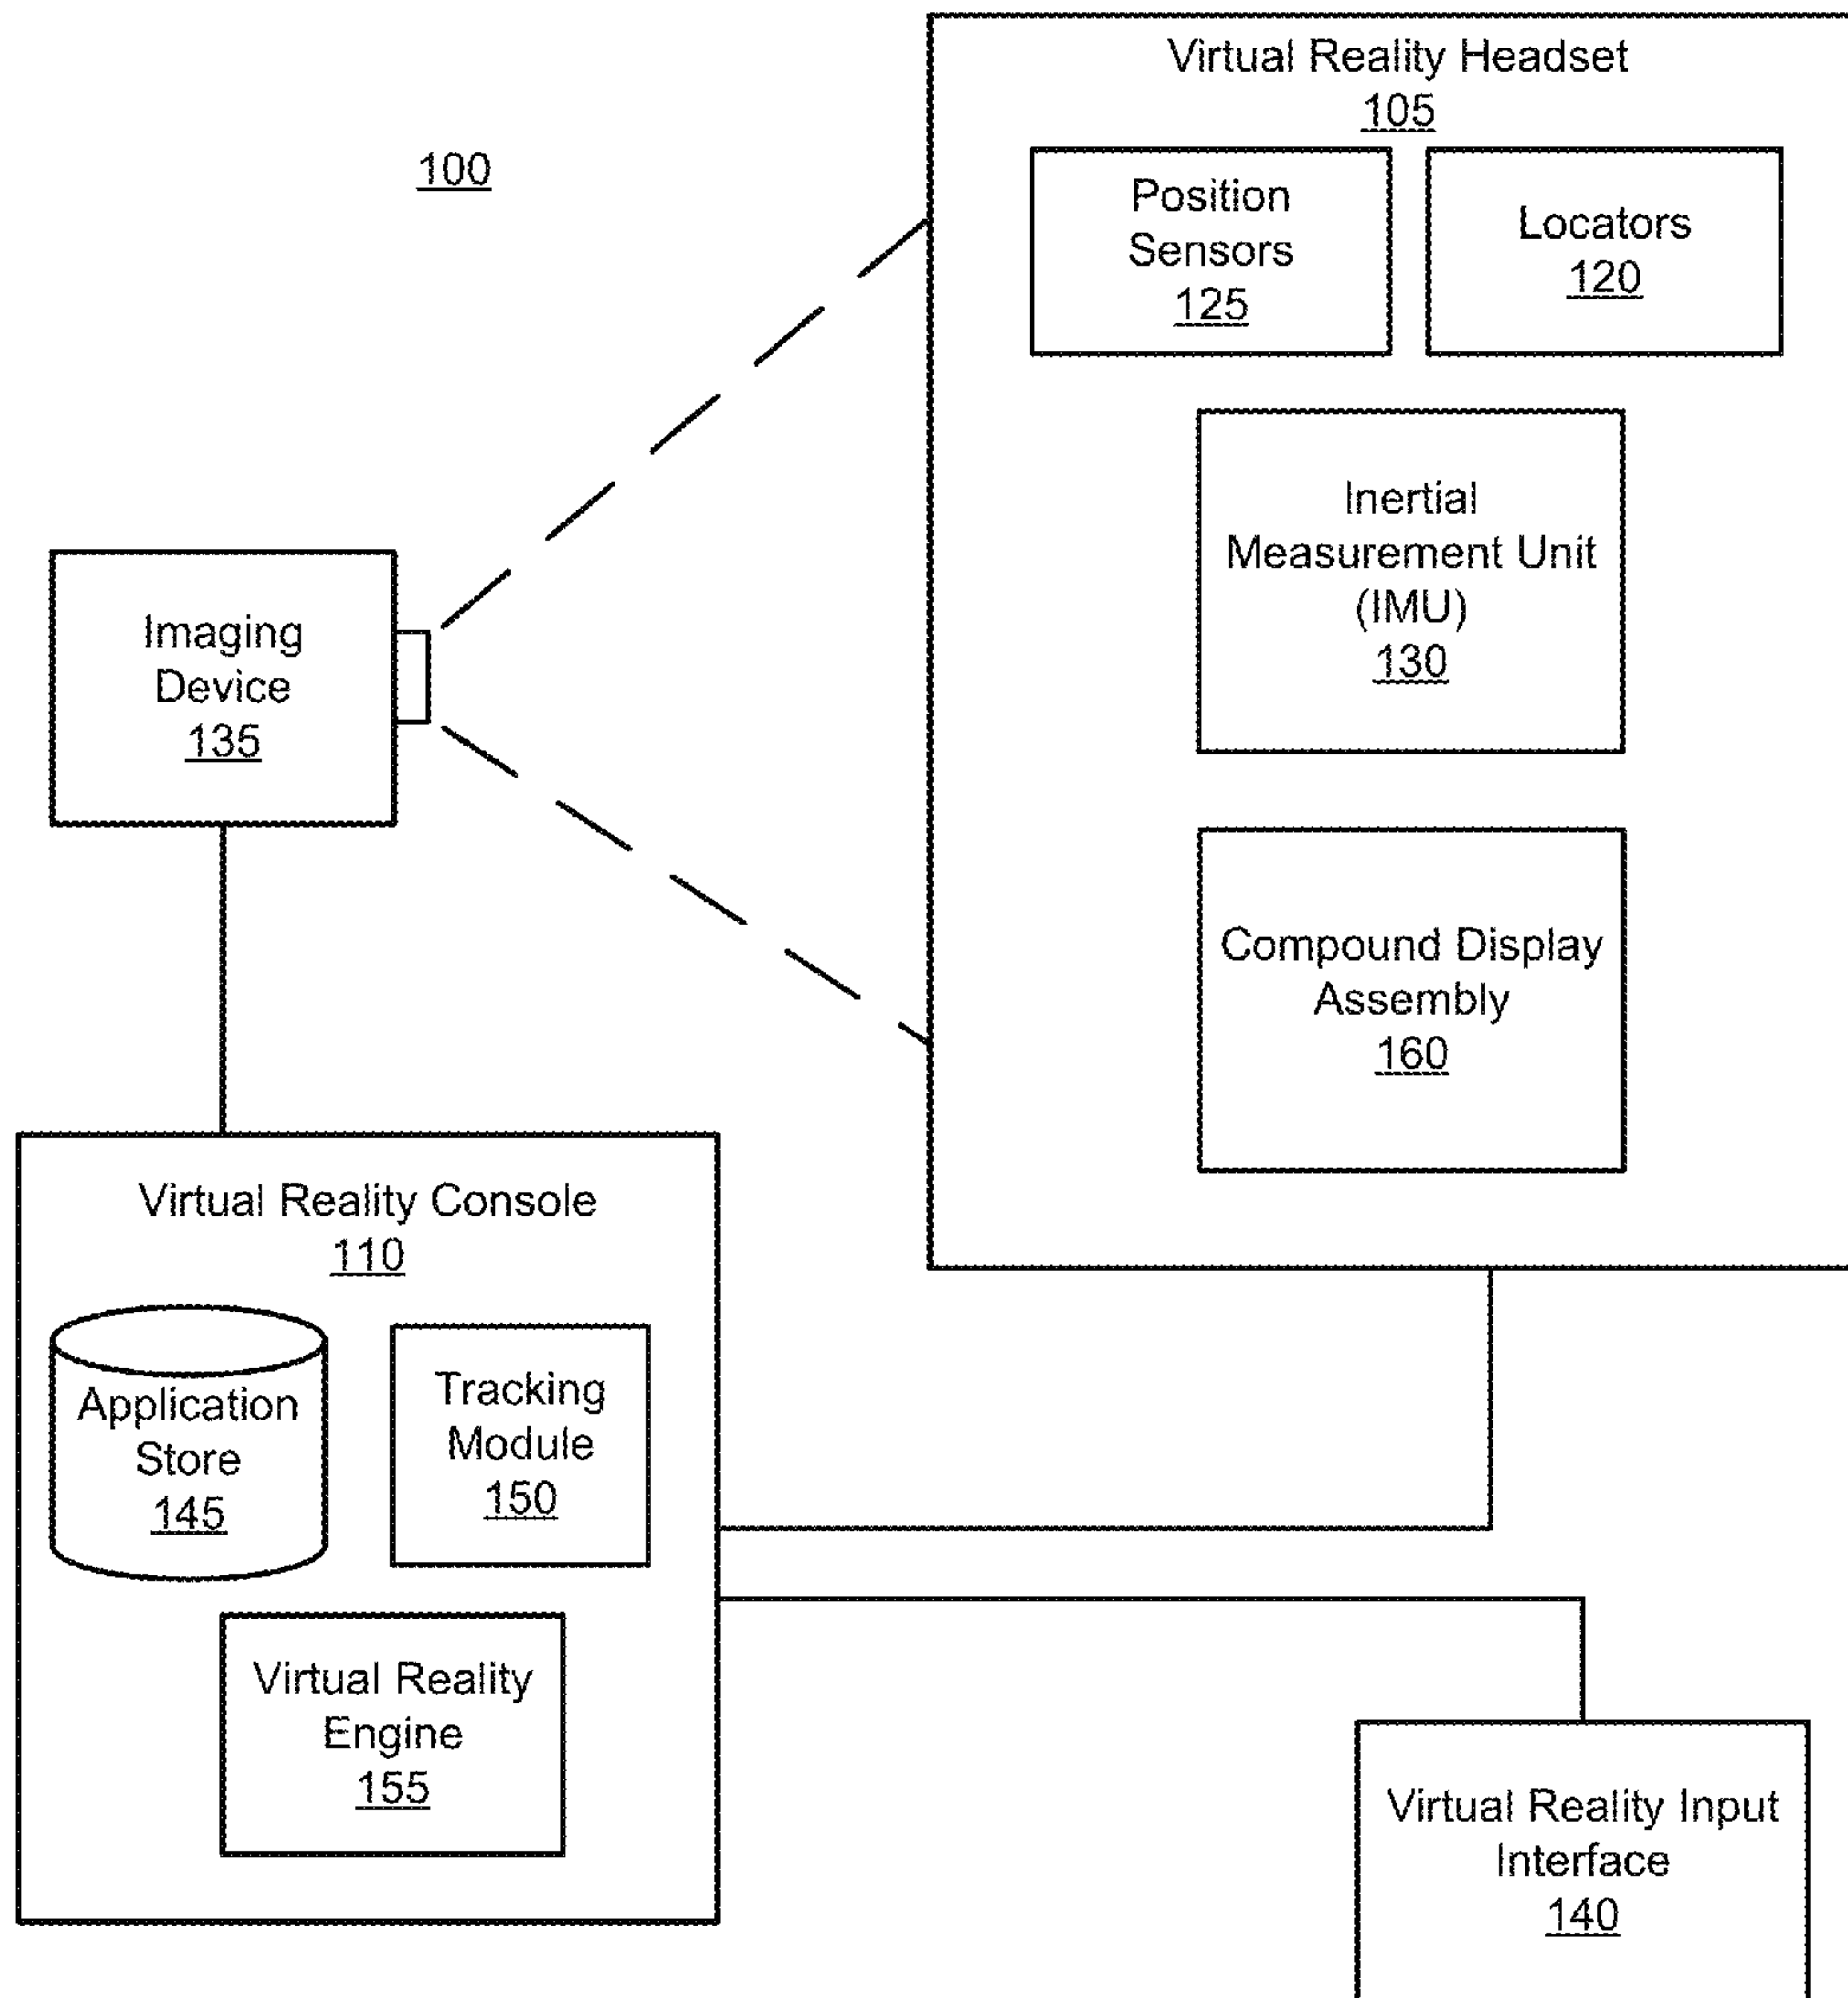 Virtual Reality Headset
105
100
Position
Sensors
125
Locators
120
Inertial
Measurement Unit
(IMU)
130
Imaging
Device
135
Compound Display
Assembly
160
Virtual Reality Console
110
Application
Store
145
Tracking
Module
150
Virtual Reality
Engine
155
Virtual Reality Input
Interface
140